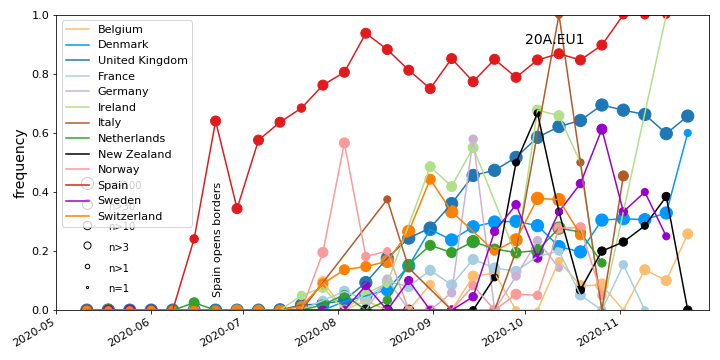 1.0
0.8
0.6
0.4
0.2
0.0
frequency
Belgium
Denmark
United Kingdom
France
Germany
Ireland
Italy
Netherlands
New Zealand
Norway
Spain
Sweden
Switzerland
n>10
n>3
n>1
n=1
Spain opens borders
20A.EU1
2020-05
2020-06
2020-07
2020-08
2020-09
2020-10
2020-11